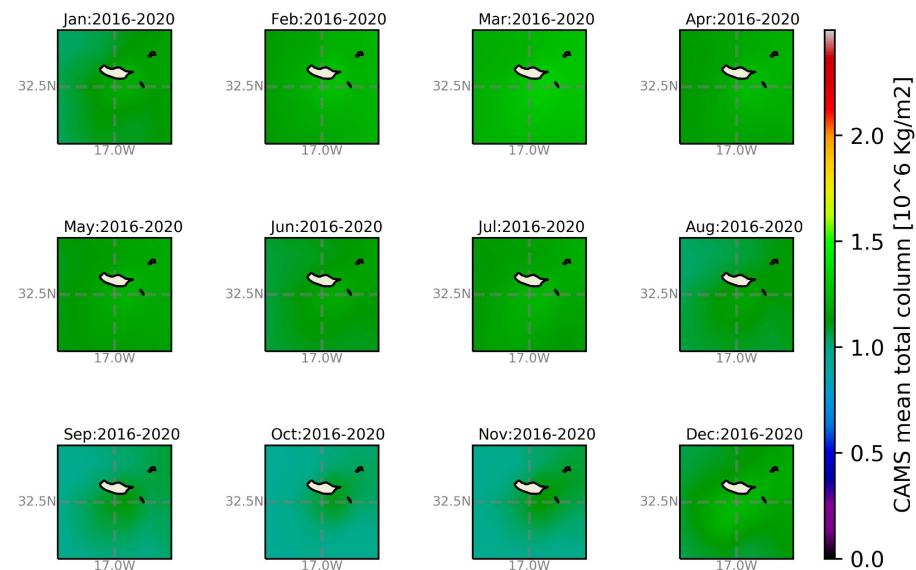 Jan:2016-2020 Feb:2016-2020 Mar:2016-2020 Apr:2016-2020
32.5N 32.5N 32.5N 32.5N
17.0W 17.0W 17.0W 17.0W
May:2016-2020 Jun:2016-2020 Jul:2016-2020 Aug:2016-2020
32.5N 32.5N 32.5N 32.5N
17.0W 17.0W 17.0W 17.0W
Sep:2016-2020 Oct:2016-2020 Nov:2016-2020 Dec:2016-2020
32.5N 32.5N 32.5N 32.5N
17.0W 17.0W 17.0W 17.0W
2.0
1.5
1.0
0.5
0.0
CAMS mean total column [10^6 Kg/m2]